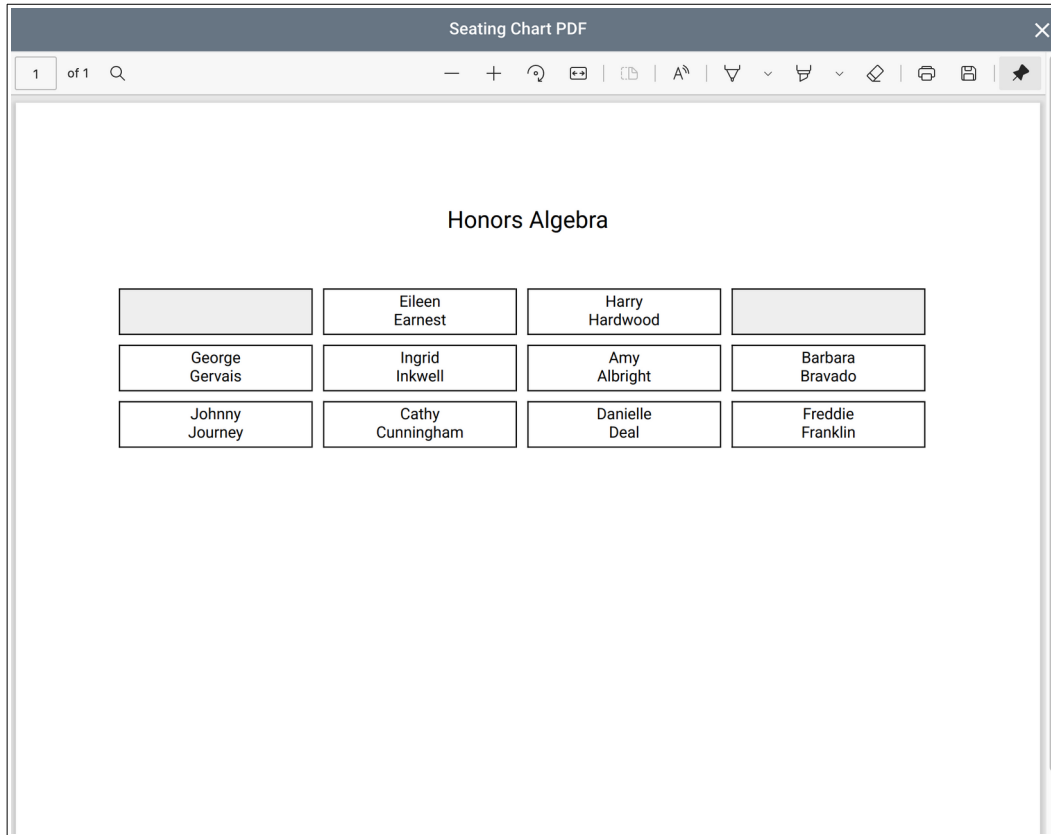 Seating Chart PDF
1 of 1
A
Honors Algebra
Eileen
Earnest
Harry
Hardwood
George
Gervais
Ingrid
Inkwell
Amy
Albright
Barbara
Bravado
Johnny
Journey
Cathy
Cunningham
Danielle
Deal
Freddie
Franklin